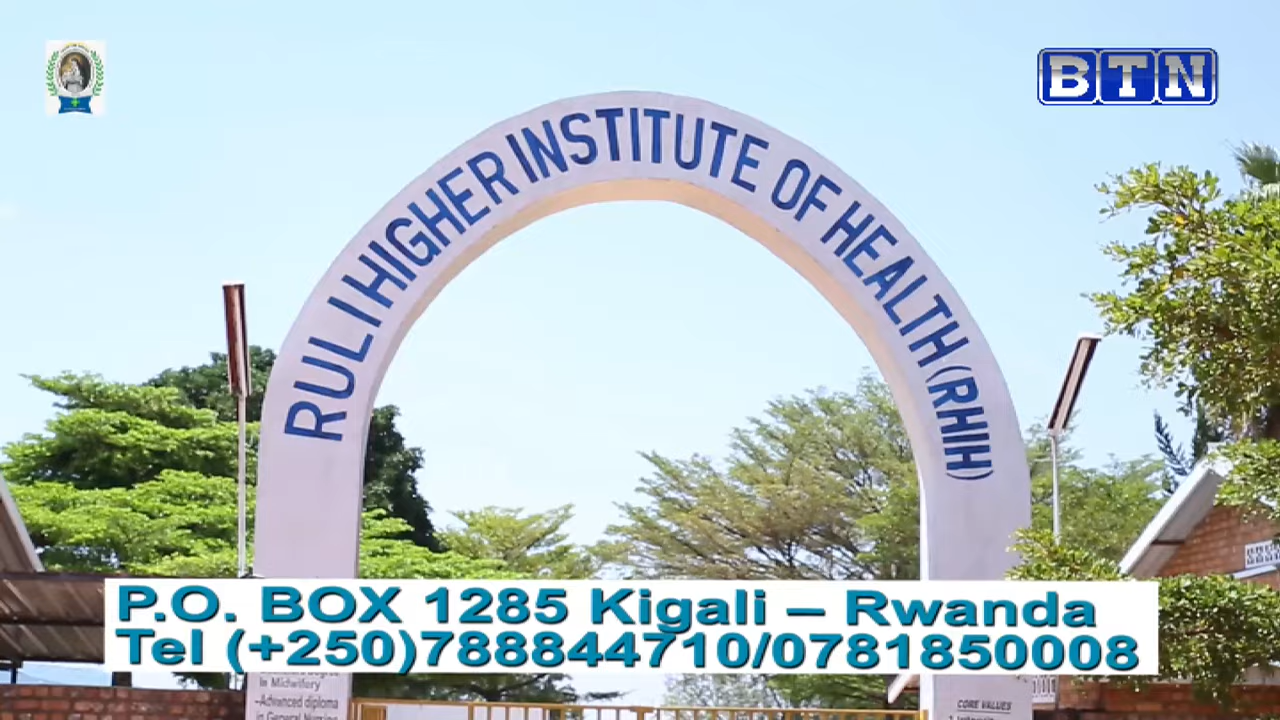 BTN
RULI HIGHER INSTITUTE OF HEALTH (RHIH)
P.O. BOX 1285 Kigali – Rwanda
Tel (+250)788844710/0781850008
in Midwifery
-Advanced diploma
in General Nursing
CORE VALUES